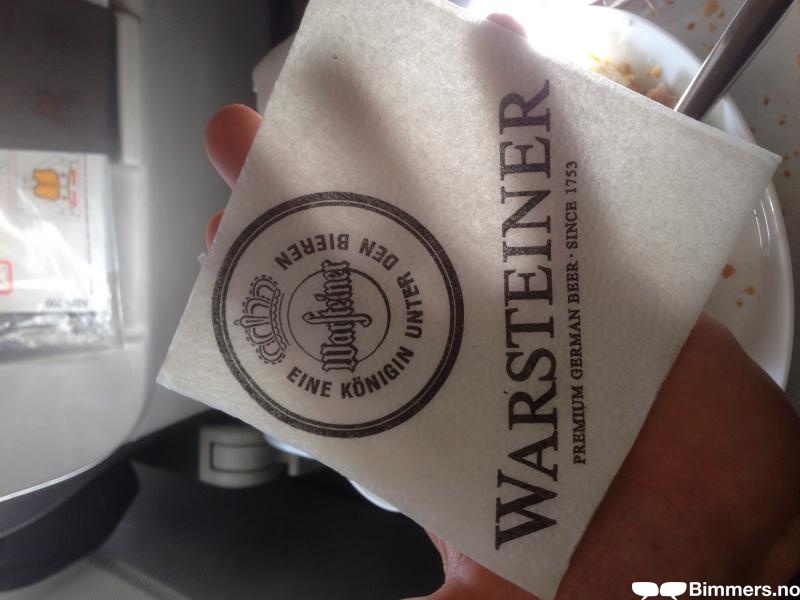 EINE KÖNIGIN UNTER DEN BIEREN
Warsteiner
WARSTEINER
PREMIUM GERMAN BEER · SINCE 1753
Bimmers.no